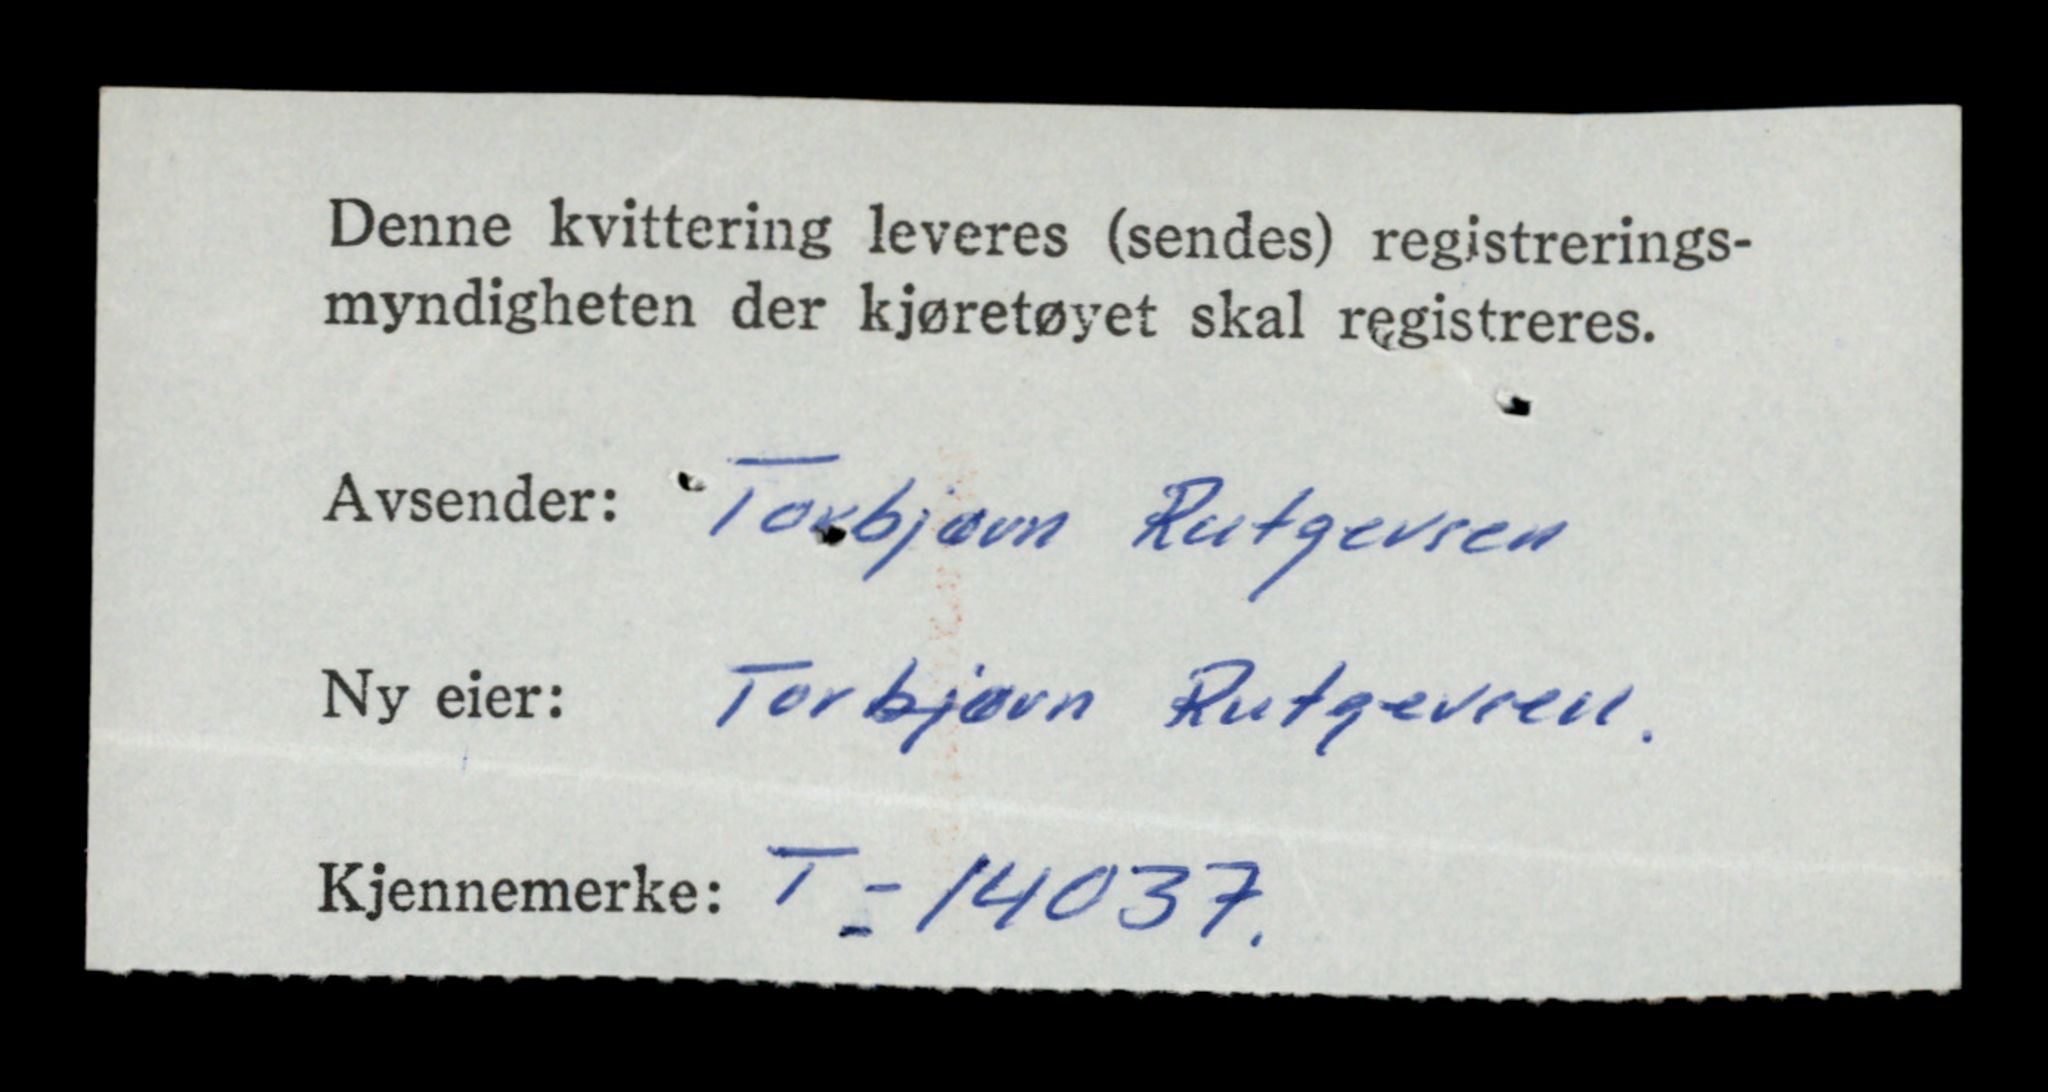 Denne kvittering leveres (sendes) registrerings-
myndigheten der kjøretøyet skal registreres.
Avsender: Torbjørn Rutgersen
Ny eier: Torbjørn Rutgersen.
Kjennemerke: T - 14037.